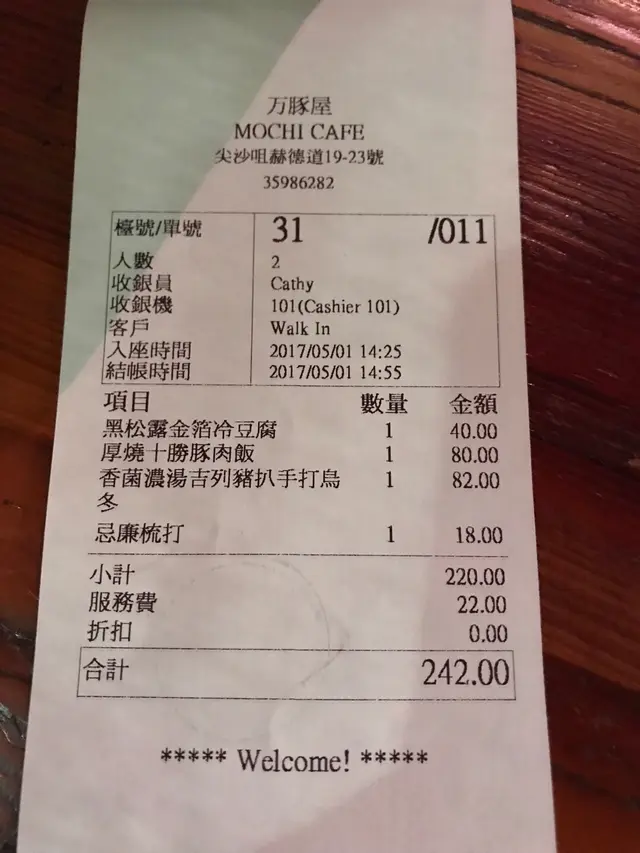 万豚屋
MOCHI CAFE
尖沙咀赫德道19-23號
35986282
檯號/單號 31 /011
人數 2
收銀員 Cathy
收銀機 101(Cashier 101)
客戶 Walk In
入座時間 2017/05/01 14:25
結帳時間 2017/05/01 14:55
項目 數量 金額
黑松露金箔冷豆腐 1 40.00
厚燒十勝豚肉飯 1 80.00
香菌濃湯吉列豬扒手打烏 1 82.00
冬
忌廉梳打 1 18.00
小計 220.00
服務費 22.00
折扣 0.00
合計 242.00
***** Welcome! *****